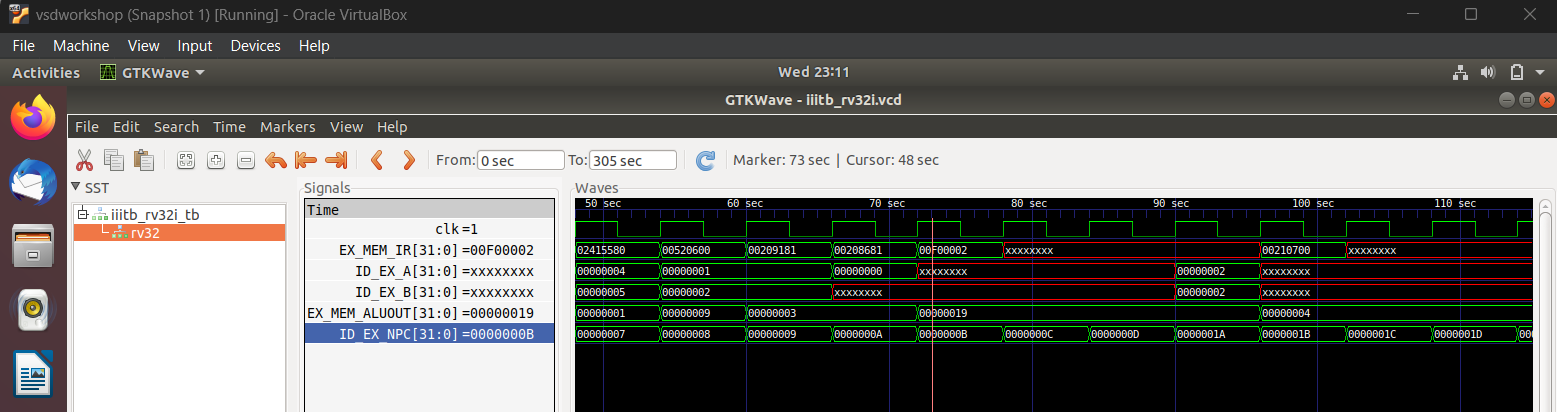 vsdworkshop (Snapshot 1) [Running] - Oracle VirtualBox
File Machine View Input Devices Help
Activities GTKWave Wed 23:11
GTKWave - iiitb_rv32i.vcd
File Edit Search Time Markers View Help
From: 0 sec To: 305 sec Marker: 73 sec | Cursor: 48 sec
SST
iiitb_rv32i_tb
rv32
Signals
Time
clk =1
EX_MEM_IR[31:0] =00F00002
ID_EX_A[31:0] =xxxxxxxx
ID_EX_B[31:0] =xxxxxxxx
EX_MEM_ALUOUT[31:0] =00000019
ID_EX_NPC[31:0] =0000000B
Waves
50 sec 60 sec 70 sec 80 sec 90 sec 100 sec 110 sec
02415580 00520600 00209181 00208681 00F00002 xxxxxxxx 00210700 xxxxxxxx
00000004 00000001 00000000 xxxxxxxx 00000002 xxxxxxxx
00000005 00000002 xxxxxxxx 00000002 xxxxxxxx
00000001 00000009 00000003 00000019 00000004
00000007 00000008 00000009 0000000A 0000000B 0000000C 0000000D 0000001A 0000001B 0000001C 0000001D